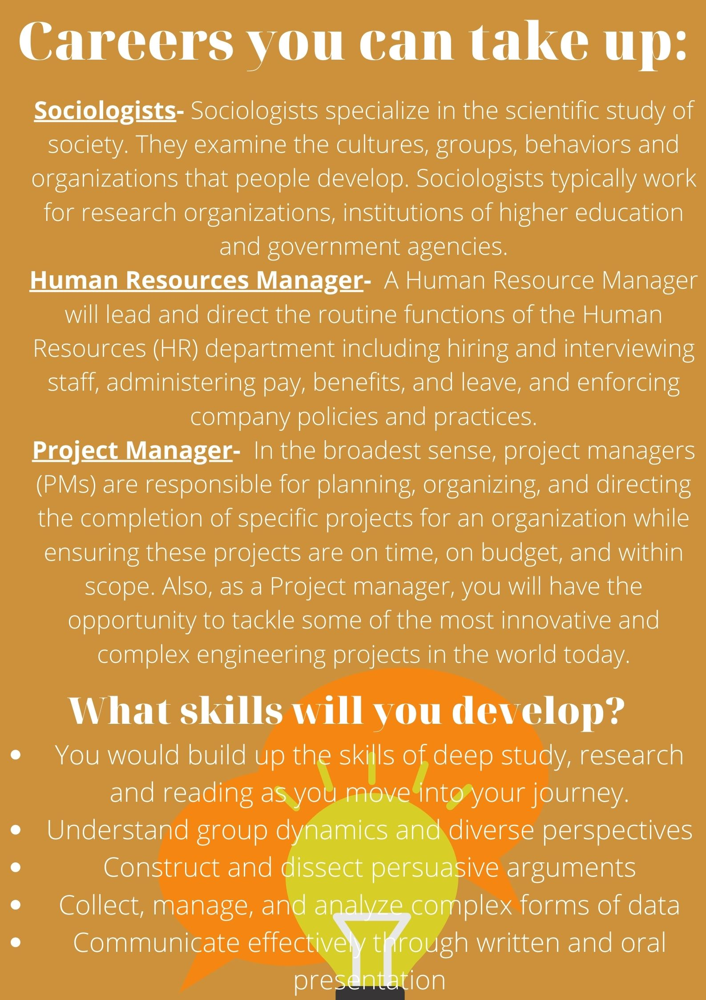 Careers you can take up:
Sociologists- Sociologists specialize in the scientific study of
society. They examine the cultures, groups, behaviors and
organizations that people develop. Sociologists typically work
for research organizations, institutions of higher education
and government agencies.
Human Resources Manager-  A Human Resource Manager
will lead and direct the routine functions of the Human
Resources (HR) department including hiring and interviewing
staff, administering pay, benefits, and leave, and enforcing
company policies and practices.
Project Manager-  In the broadest sense, project managers
(PMs) are responsible for planning, organizing, and directing
the completion of specific projects for an organization while
ensuring these projects are on time, on budget, and within
scope. Also, as a Project manager, you will have the
opportunity to tackle some of the most innovative and
complex engineering projects in the world today.
What skills will you develop?
• You would build up the skills of deep study, research
and reading as you move into your journey.
• Understand group dynamics and diverse perspectives
• Construct and dissect persuasive arguments
• Collect, manage, and analyze complex forms of data
• Communicate effectively through written and oral
presentation